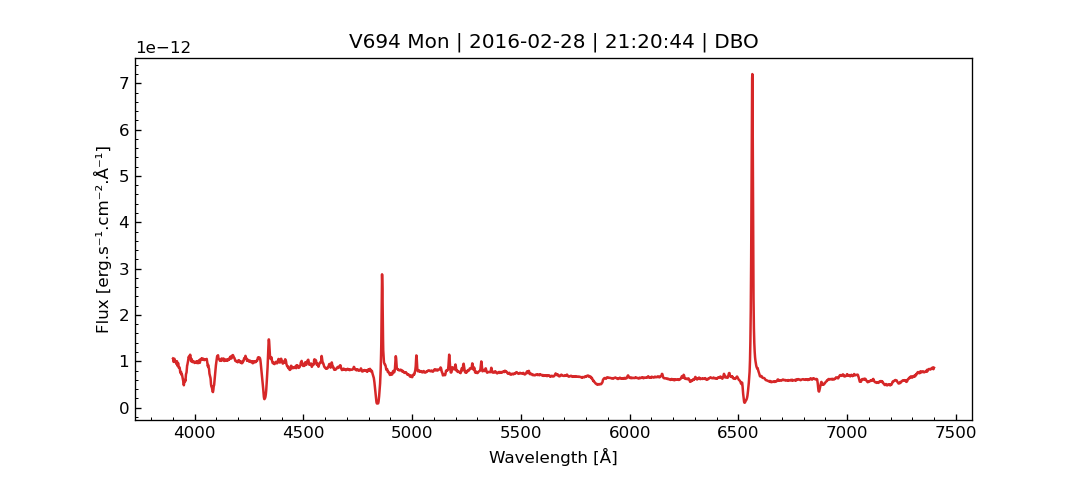 V694 Mon | 2016-02-28 | 21:20:44 | DBO
1e−12
7
6
5
4
3
2
1
0
Flux [erg.s⁻¹.cm⁻².Å⁻¹]
4000 4500 5000 5500 6000 6500 7000 7500
Wavelength [Å]